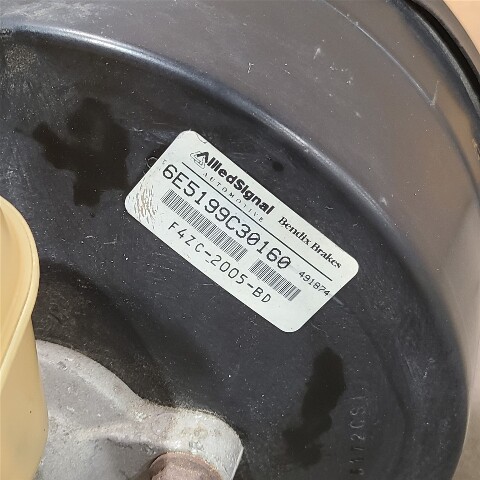 AlliedSignal
AUTOMOTIVE
Bendix Brakes
6E5199C30160
491874
F4ZC-2005-BD